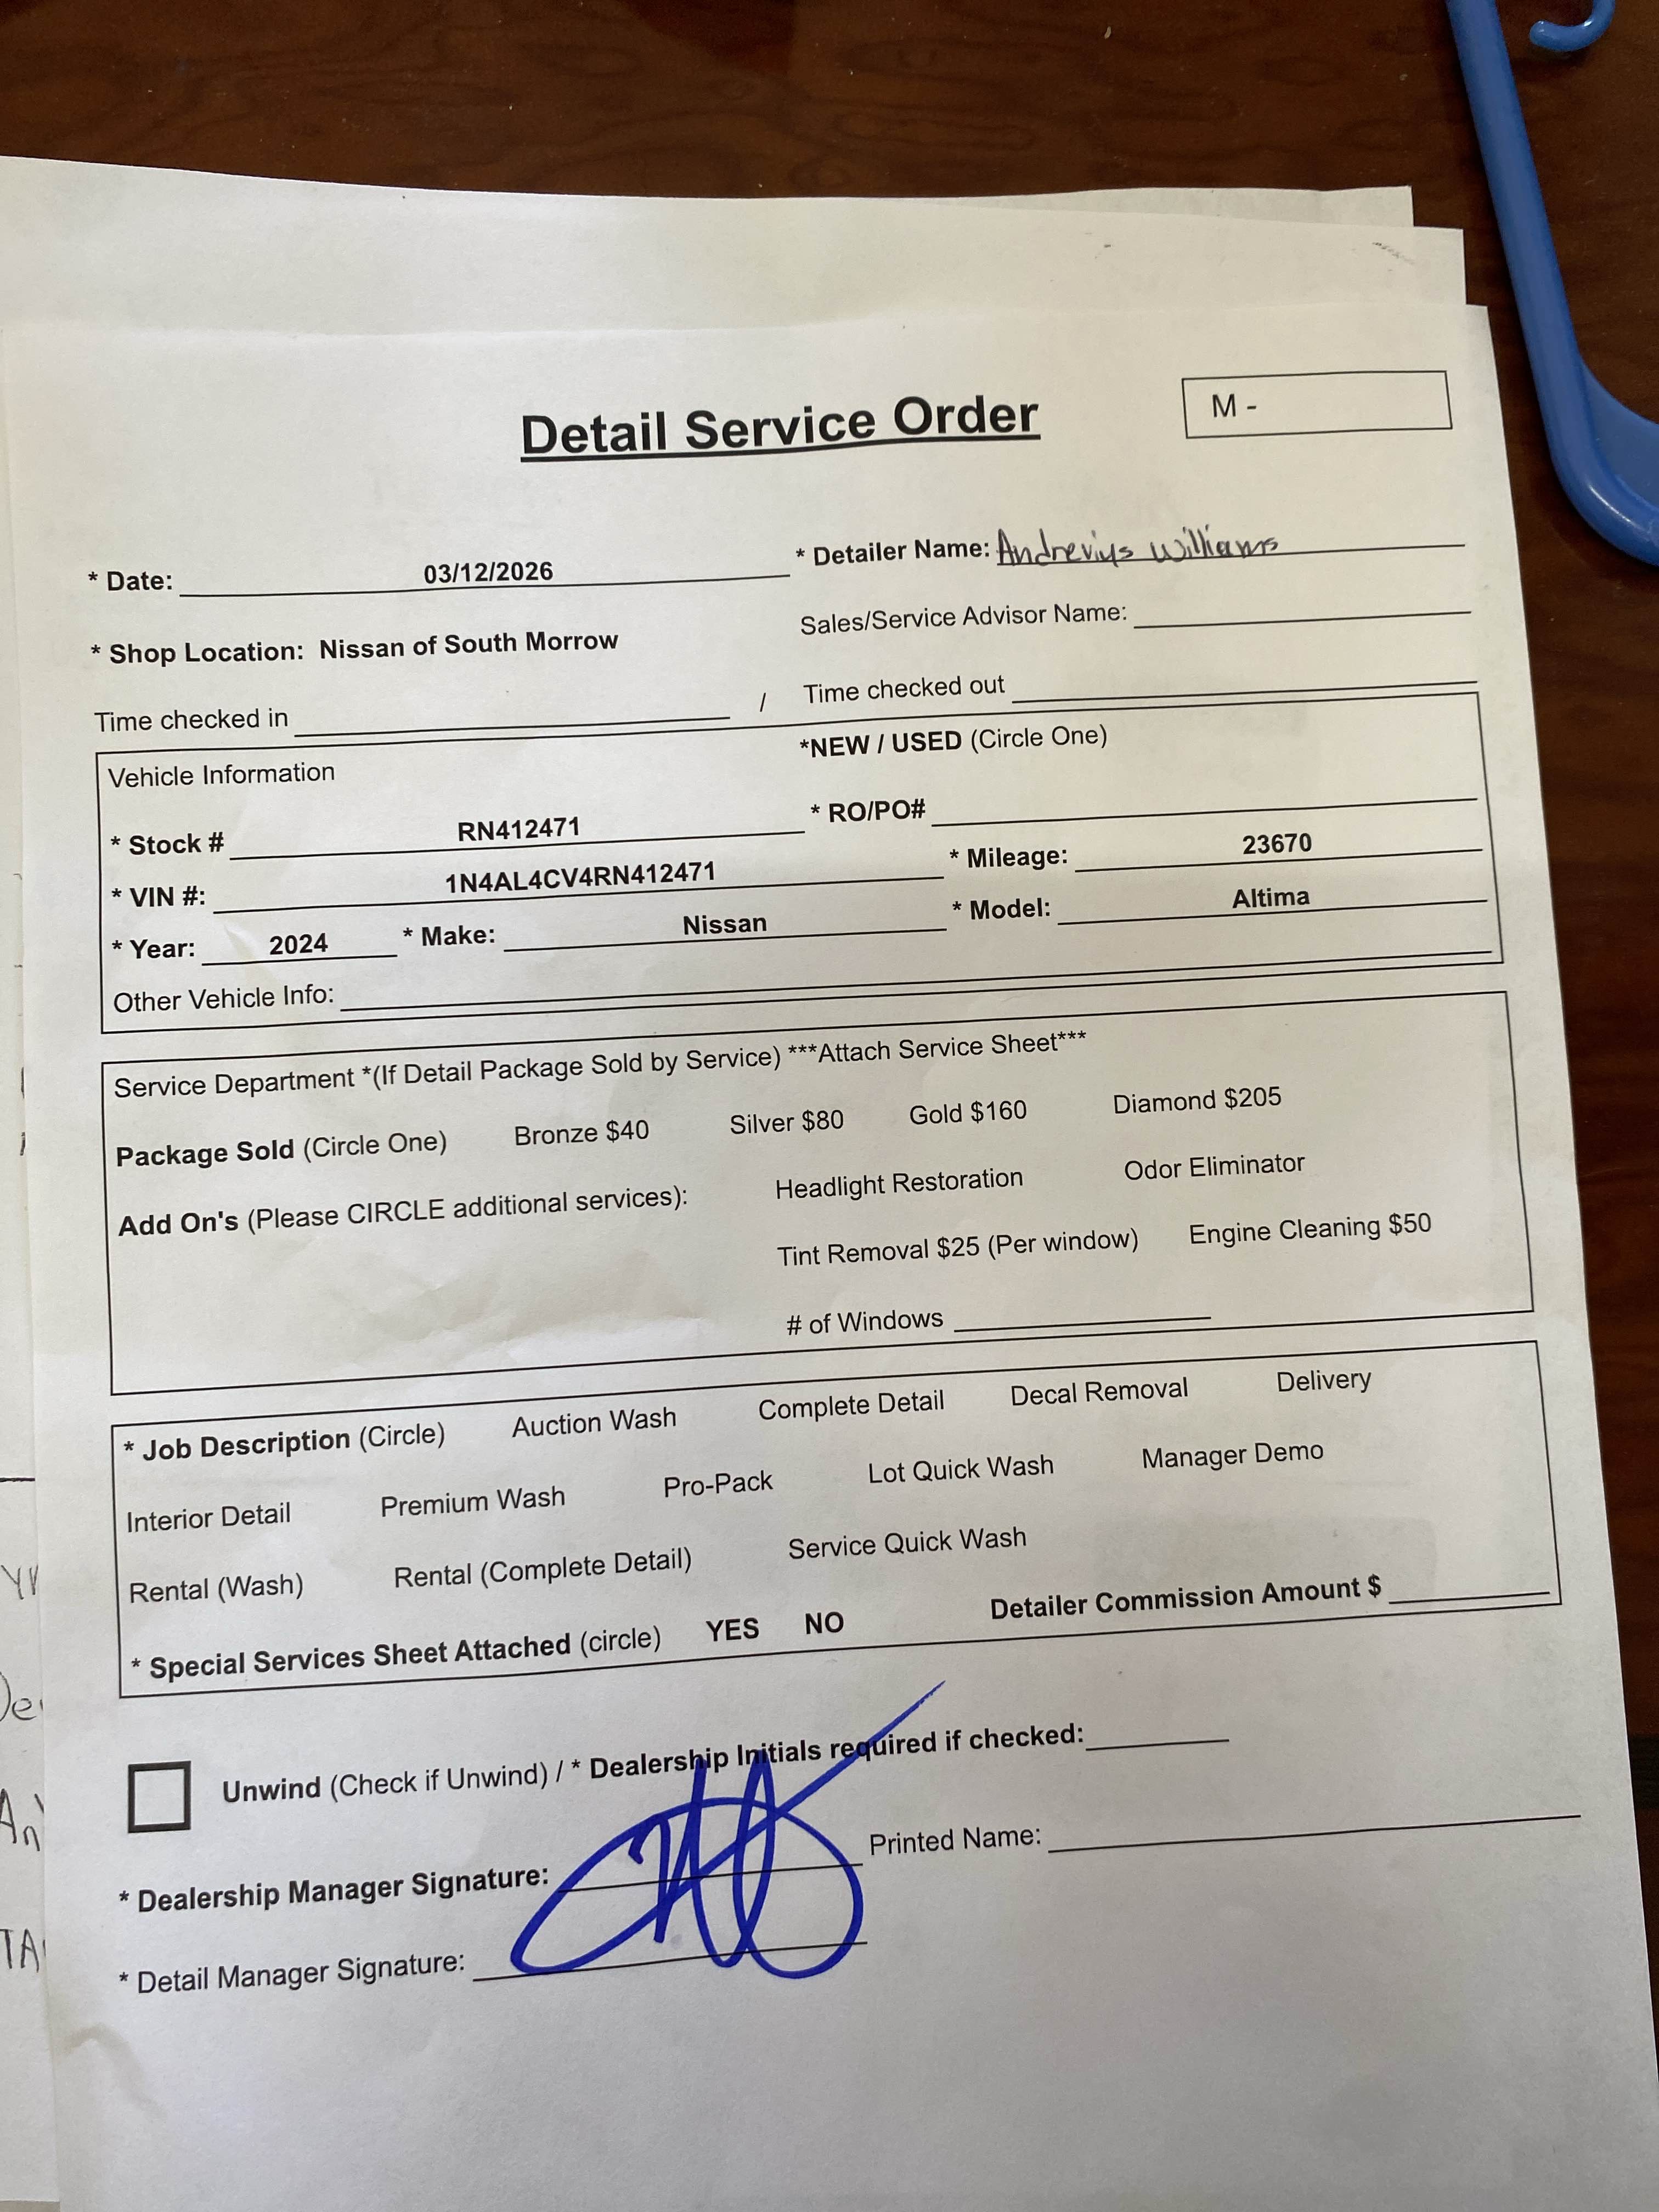 Detail Service Order
M -
* Date: 03/12/2026
* Detailer Name: Andrevius Williams
* Shop Location: Nissan of South Morrow
Sales/Service Advisor Name:
Time checked in / Time checked out
Vehicle Information
*NEW / USED (Circle One)
* Stock # RN412471
* RO/PO#
* VIN #: 1N4AL4CV4RN412471
* Mileage: 23670
* Year: 2024 * Make: Nissan * Model: Altima
Other Vehicle Info:
Service Department *(If Detail Package Sold by Service) ***Attach Service Sheet***
Package Sold (Circle One) Bronze $40 Silver $80 Gold $160 Diamond $205
Add On's (Please CIRCLE additional services): Headlight Restoration Odor Eliminator
Tint Removal $25 (Per window) Engine Cleaning $50
# of Windows
* Job Description (Circle) Auction Wash Complete Detail Decal Removal Delivery
Interior Detail Premium Wash Pro-Pack Lot Quick Wash Manager Demo
Rental (Wash) Rental (Complete Detail) Service Quick Wash
* Special Services Sheet Attached (circle) YES NO Detailer Commission Amount $
Unwind (Check if Unwind) / * Dealership Initials required if checked:
* Dealership Manager Signature: Printed Name:
* Detail Manager Signature: